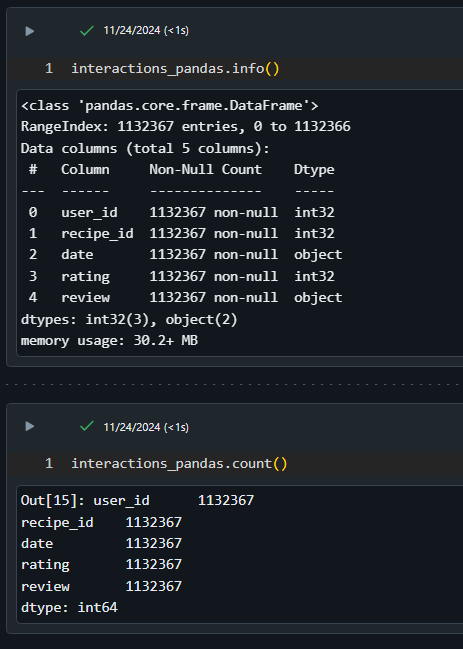 11/24/2024 (<1s)
1 interactions_pandas.info()
<class 'pandas.core.frame.DataFrame'>
RangeIndex: 1132367 entries, 0 to 1132366
Data columns (total 5 columns):
 #   Column     Non-Null Count    Dtype
---  ------     --------------    -----
 0   user_id    1132367 non-null  int32
 1   recipe_id  1132367 non-null  int32
 2   date       1132367 non-null  object
 3   rating     1132367 non-null  int32
 4   review     1132367 non-null  object
dtypes: int32(3), object(2)
memory usage: 30.2+ MB
11/24/2024 (<1s)
1 interactions_pandas.count()
Out[15]: user_id      1132367
recipe_id    1132367
date         1132367
rating       1132367
review       1132367
dtype: int64